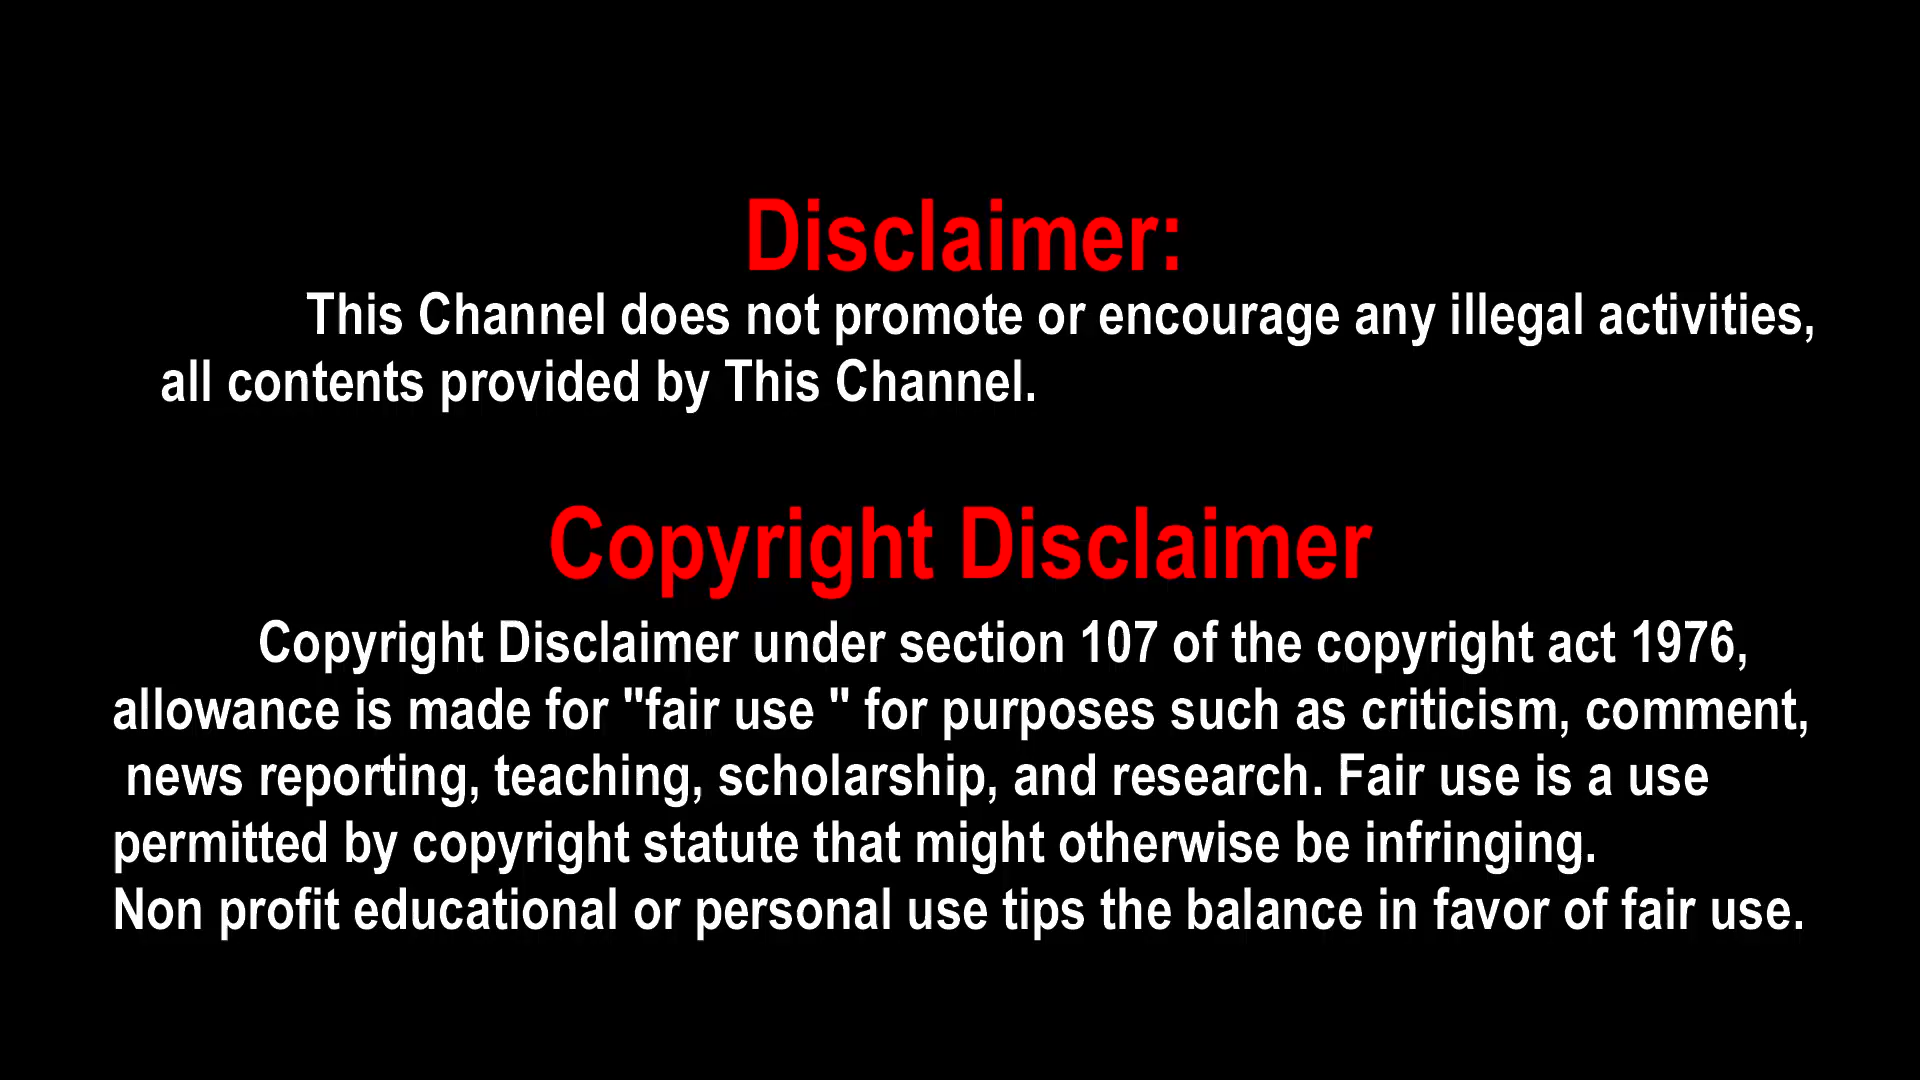 Disclaimer:
This Channel does not promote or encourage any illegal activities,
all contents provided by This Channel.
Copyright Disclaimer
Copyright Disclaimer under section 107 of the copyright act 1976,
allowance is made for "fair use " for purposes such as criticism, comment,
news reporting, teaching, scholarship, and research. Fair use is a use
permitted by copyright statute that might otherwise be infringing.
Non profit educational or personal use tips the balance in favor of fair use.